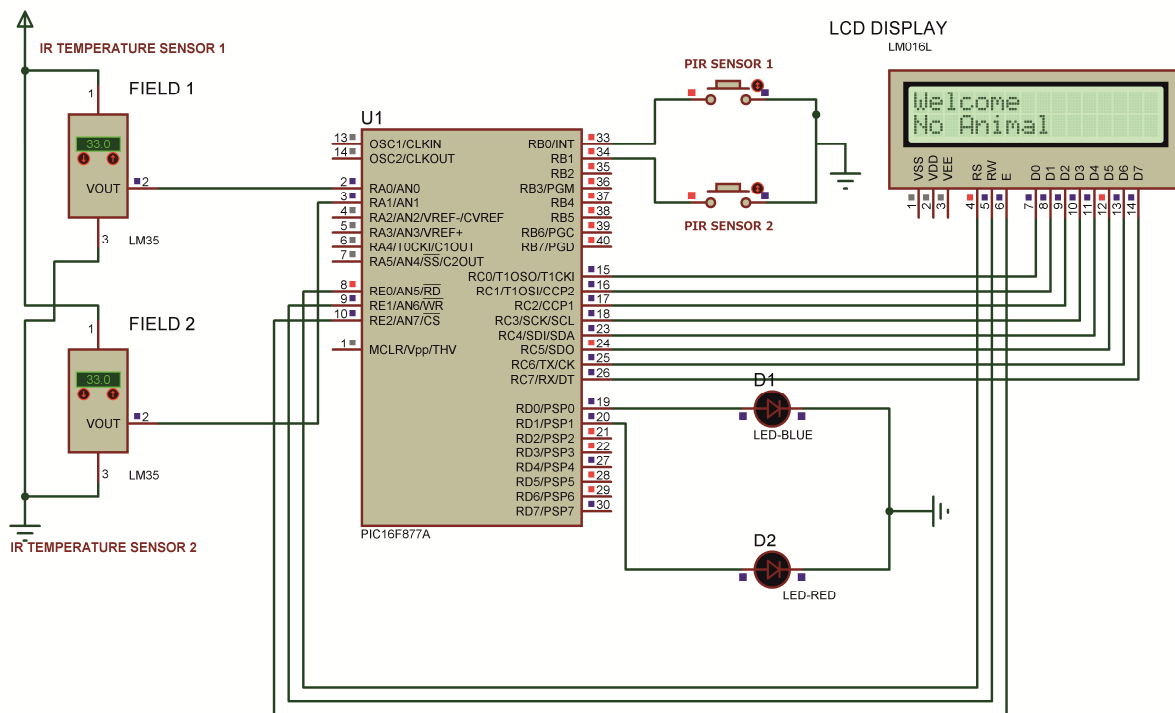 IR TEMPERATURE SENSOR 1
FIELD 1
1
33.0
VOUT
2
3
LM35
FIELD 2
1
33.0
VOUT
2
3
LM35
IR TEMPERATURE SENSOR 2
U1
13 OSC1/CLKIN
14 OSC2/CLKOUT
2 RA0/AN0
3 RA1/AN1
4 RA2/AN2/VREF-/CVREF
5 RA3/AN3/VREF+
6 RA4/T0CKI/C1OUT
7 RA5/AN4/SS/C2OUT
8 RE0/AN5/RD
9 RE1/AN6/WR
10 RE2/AN7/CS
1 MCLR/Vpp/THV
RB0/INT 33
RB1 34
RB2 35
RB3/PGM 36
RB4 37
RB5 38
RB6/PGC 39
RB7/PGD 40
RC0/T1OSO/T1CKI 15
RC1/T1OSI/CCP2 16
RC2/CCP1 17
RC3/SCK/SCL 18
RC4/SDI/SDA 23
RC5/SDO 24
RC6/TX/CK 25
RC7/RX/DT 26
RD0/PSP0 19
RD1/PSP1 20
RD2/PSP2 21
RD3/PSP3 22
RD4/PSP4 27
RD5/PSP5 28
RD6/PSP6 29
RD7/PSP7 30
PIC16F877A
PIR SENSOR 1
PIR SENSOR 2
LCD DISPLAY
LM016L
Welcome
No Animal
VSS VDD VEE RS RW E D0 D1 D2 D3 D4 D5 D6 D7
1 2 3 4 5 6 7 8 9 10 11 12 13 14
D1
LED-BLUE
D2
LED-RED